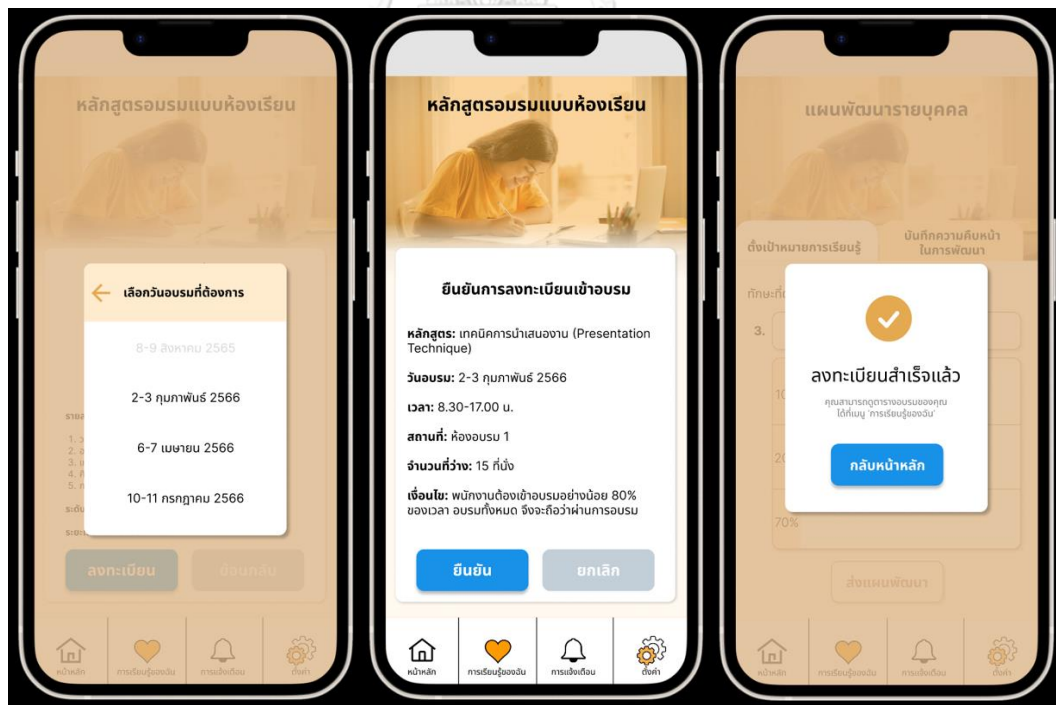 หลักสูตรอมรมแบบห้องเรียน
เลือกวันอบรมที่ต้องการ
8-9 สิงหาคม 2565
2-3 กุมภาพันธ์ 2566
6-7 เมษายน 2566
10-11 กรกฎาคม 2566
1.
2.
3.
4.
5.
ลงทะเบียน
ย้อนกลับ
หน้าหลัก
การเรียนรู้ของฉัน
การแจ้งเตือน
ตั้งค่า
หลักสูตรอมรมแบบห้องเรียน
ยืนยันการลงทะเบียนเข้าอบรม
หลักสูตร: เทคนิคการนำเสนองาน (Presentation
Technique)
วันอบรม: 2-3 กุมภาพันธ์ 2566
เวลา: 8.30-17.00 น.
สถานที่: ห้องอบรม 1
จำนวนที่ว่าง: 15 ที่นั่ง
เงื่อนไข: พนักงานต้องเข้าอบรมอย่างน้อย 80%
ของเวลา อบรมทั้งหมด จึงจะถือว่าผ่านการอบรม
ยืนยัน
ยกเลิก
หน้าหลัก
การเรียนรู้ของฉัน
การแจ้งเตือน
ตั้งค่า
แผนพัฒนารายบุคคล
ตั้งเป้าหมายการเรียนรู้
บันทึกความคืบหน้า
ในการพัฒนา
3.
ลงทะเบียนสำเร็จแล้ว
คุณสามารถดูตารางอบรมของคุณ
ได้ที่เมนู 'การเรียนรู้ของฉัน'
กลับหน้าหลัก
70%
ส่งแผนพัฒนา
หน้าหลัก
การเรียนรู้ของฉัน
การแจ้งเตือน
ตั้งค่า